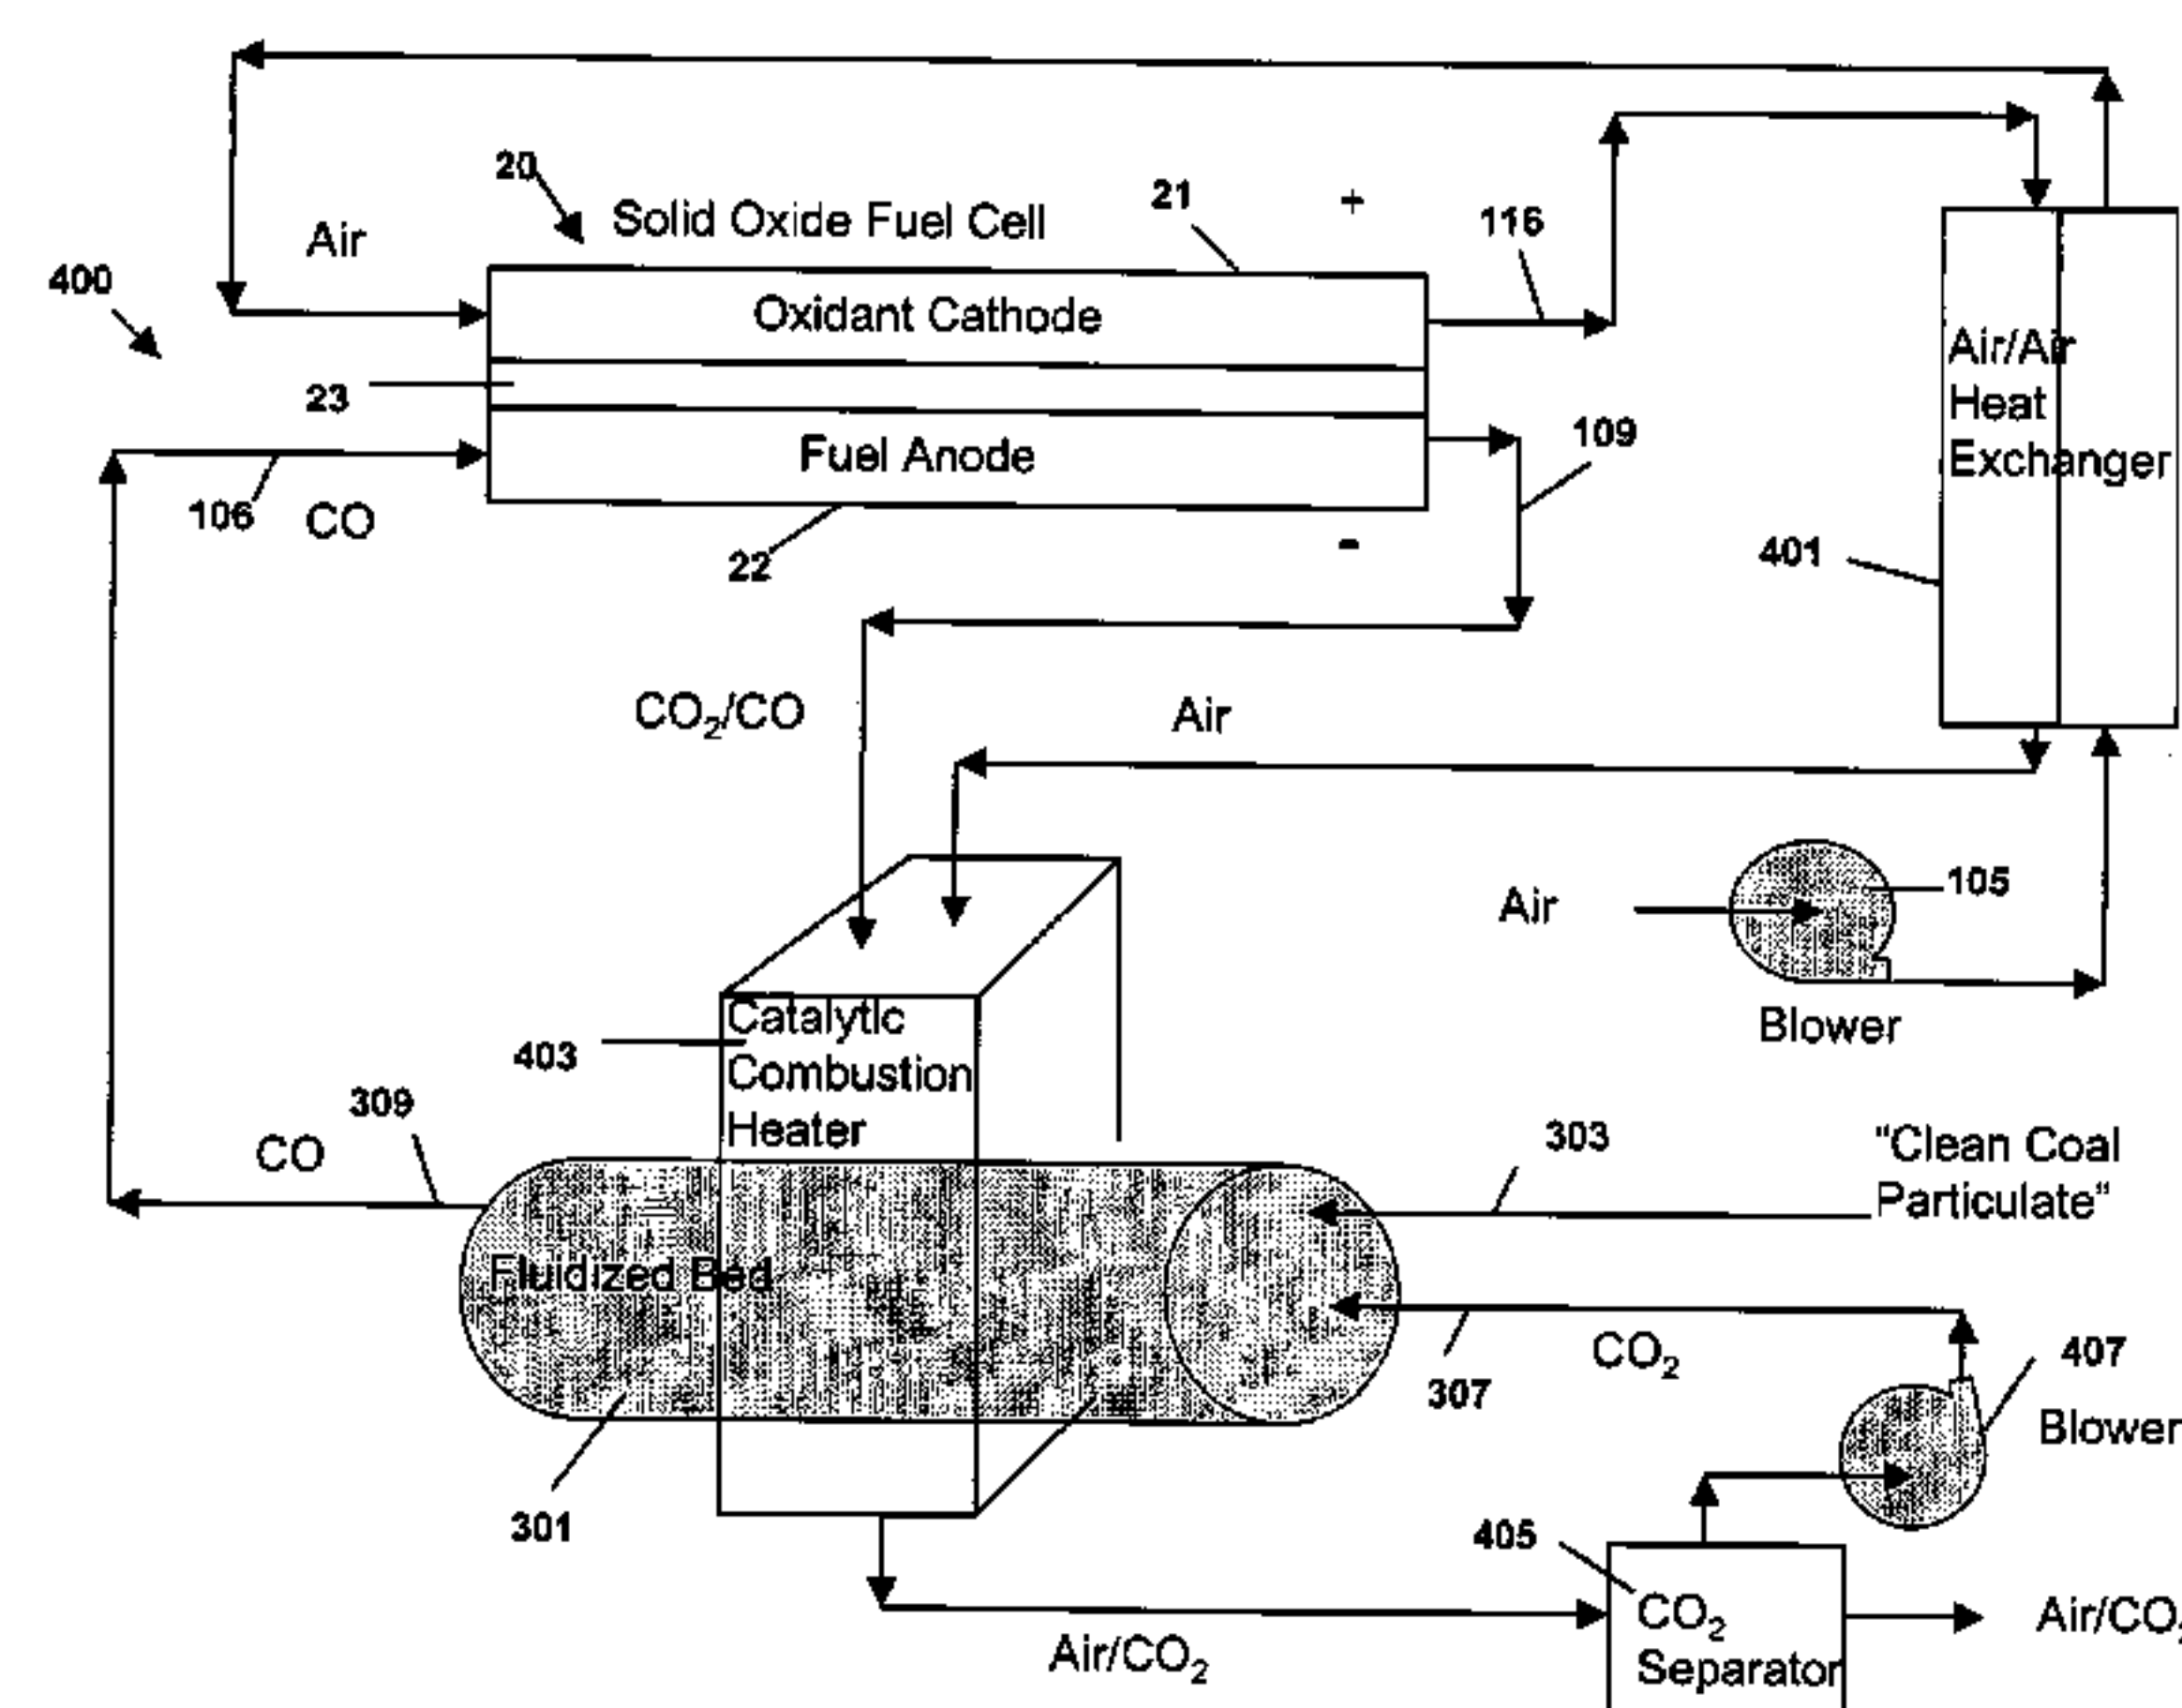 20
Solid Oxide Fuel Cell
21
+
116
Air
400
Oxidant Cathode
Air/Air
Heat
Exchanger
23
Fuel Anode
109
106
CO
22
-
401
CO₂/CO
Air
105
Air
Blower
Catalytic
Combustion
Heater
403
309
CO
303
"Clean Coal
Particulate"
Fluidized Bed
CO₂
307
407
Blower
301
405
CO₂
Separator
Air/CO₂
Air/CO₂